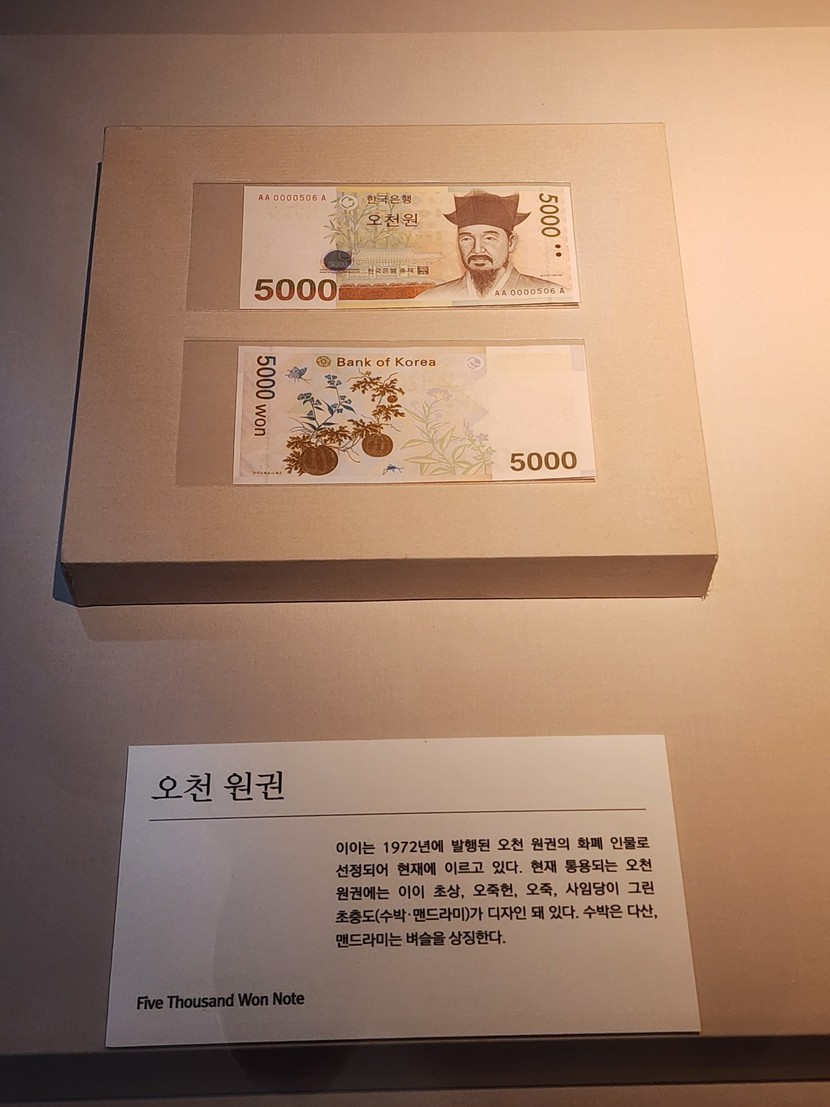 AA 0000506 A
한국은행
오천원
5000
한국은행 총재
5000
AA 0000506 A
Bank of Korea
5000 won
5000
오천 원권
이이는 1972년에 발행된 오천 원권의 화폐 인물로
선정되어 현재에 이르고 있다. 현재 통용되는 오천
원권에는 이이 초상, 오죽헌, 오죽, 사임당이 그린
초충도(수박·맨드라미)가 디자인 돼 있다. 수박은 다산,
맨드라미는 벼슬을 상징한다.
Five Thousand Won Note